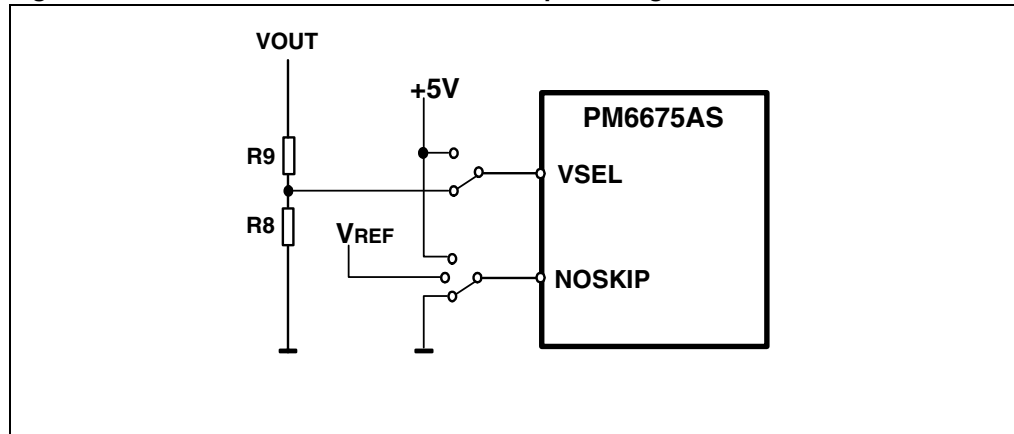 VOUT
+5V
PM6675AS
R9
VSEL
R8
VREF
NOSKIP